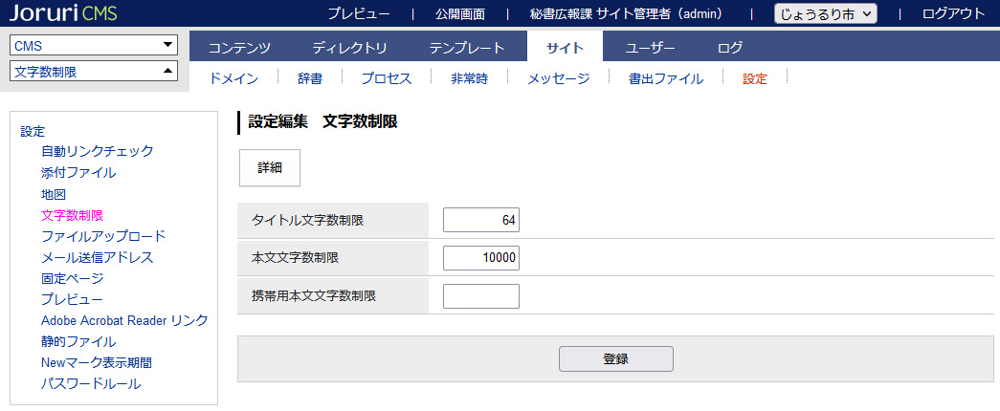 Joruri CMS
プレビュー | 公開画面 | 秘書広報課 サイト管理者（admin） | じょうるり市 | ログアウト
CMS
文字数制限
コンテンツ ディレクトリ テンプレート サイト ユーザー ログ
ドメイン 辞書 プロセス 非常時 メッセージ 書出ファイル 設定
設定
自動リンクチェック
添付ファイル
地図
文字数制限
ファイルアップロード
メール送信アドレス
固定ページ
プレビュー
Adobe Acrobat Reader リンク
静的ファイル
Newマーク表示期間
パスワードルール
設定編集 文字数制限
詳細
タイトル文字数制限 64
本文文字数制限 10000
携帯用本文文字数制限
登録